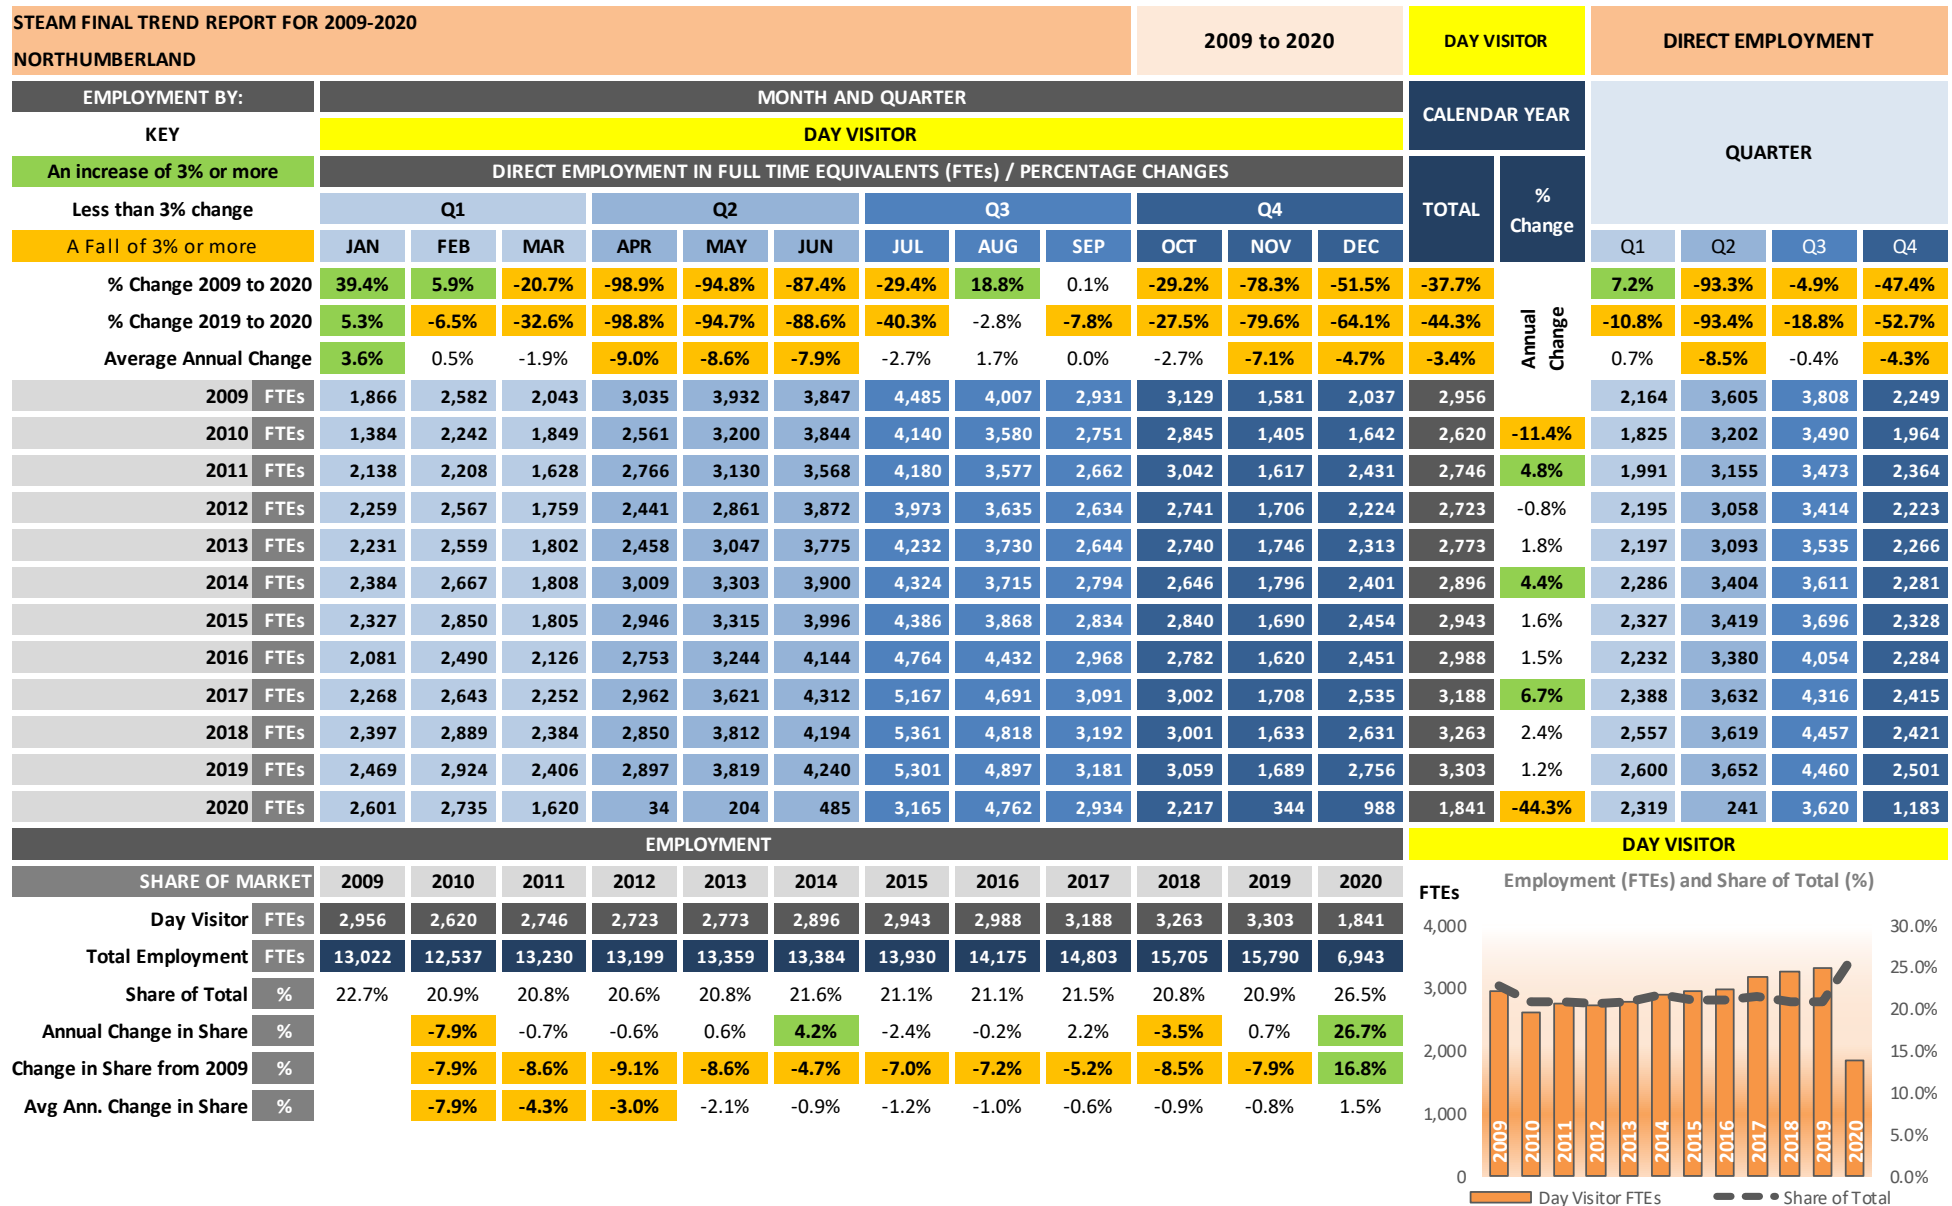 STEAM FINAL TREND REPORT FOR 2009-2020
NORTHUMBERLAND
2009 to 2020
DAY VISITOR
DIRECT EMPLOYMENT
EMPLOYMENT BY:
MONTH AND QUARTER
CALENDAR YEAR
QUARTER
KEY
DAY VISITOR
An increase of 3% or more
DIRECT EMPLOYMENT IN FULL TIME EQUIVALENTS (FTEs) / PERCENTAGE CHANGES
TOTAL
% Change
Less than 3% change
Q1 Q2 Q3 Q4
A Fall of 3% or more
JAN FEB MAR APR MAY JUN JUL AUG SEP OCT NOV DEC
Q1 Q2 Q3 Q4
% Change 2009 to 2020 39.4% 5.9% -20.7% -98.9% -94.8% -87.4% -29.4% 18.8% 0.1% -29.2% -78.3% -51.5% -37.7% 7.2% -93.3% -4.9% -47.4%
% Change 2019 to 2020 5.3% -6.5% -32.6% -98.8% -94.7% -88.6% -40.3% -2.8% -7.8% -27.5% -79.6% -64.1% -44.3% -10.8% -93.4% -18.8% -52.7%
Average Annual Change 3.6% 0.5% -1.9% -9.0% -8.6% -7.9% -2.7% 1.7% 0.0% -2.7% -7.1% -4.7% -3.4% 0.7% -8.5% -0.4% -4.3%
Annual Change
2009 FTEs 1,866 2,582 2,043 3,035 3,932 3,847 4,485 4,007 2,931 3,129 1,581 2,037 2,956 2,164 3,605 3,808 2,249
2010 FTEs 1,384 2,242 1,849 2,561 3,200 3,844 4,140 3,580 2,751 2,845 1,405 1,642 2,620 -11.4% 1,825 3,202 3,490 1,964
2011 FTEs 2,138 2,208 1,628 2,766 3,130 3,568 4,180 3,577 2,662 3,042 1,617 2,431 2,746 4.8% 1,991 3,155 3,473 2,364
2012 FTEs 2,259 2,567 1,759 2,441 2,861 3,872 3,973 3,635 2,634 2,741 1,706 2,224 2,723 -0.8% 2,195 3,058 3,414 2,223
2013 FTEs 2,231 2,559 1,802 2,458 3,047 3,775 4,232 3,730 2,644 2,740 1,746 2,313 2,773 1.8% 2,197 3,093 3,535 2,266
2014 FTEs 2,384 2,667 1,808 3,009 3,303 3,900 4,324 3,715 2,794 2,646 1,796 2,401 2,896 4.4% 2,286 3,404 3,611 2,281
2015 FTEs 2,327 2,850 1,805 2,946 3,315 3,996 4,386 3,868 2,834 2,840 1,690 2,454 2,943 1.6% 2,327 3,419 3,696 2,328
2016 FTEs 2,081 2,490 2,126 2,753 3,244 4,144 4,764 4,432 2,968 2,782 1,620 2,451 2,988 1.5% 2,232 3,380 4,054 2,284
2017 FTEs 2,268 2,643 2,252 2,962 3,621 4,312 5,167 4,691 3,091 3,002 1,708 2,535 3,188 6.7% 2,388 3,632 4,316 2,415
2018 FTEs 2,397 2,889 2,384 2,850 3,812 4,194 5,361 4,818 3,192 3,001 1,633 2,631 3,263 2.4% 2,557 3,619 4,457 2,421
2019 FTEs 2,469 2,924 2,406 2,897 3,819 4,240 5,301 4,897 3,181 3,059 1,689 2,756 3,303 1.2% 2,600 3,652 4,460 2,501
2020 FTEs 2,601 2,735 1,620 34 204 485 3,165 4,762 2,934 2,217 344 988 1,841 -44.3% 2,319 241 3,620 1,183
EMPLOYMENT
SHARE OF MARKET 2009 2010 2011 2012 2013 2014 2015 2016 2017 2018 2019 2020
Day Visitor FTEs 2,956 2,620 2,746 2,723 2,773 2,896 2,943 2,988 3,188 3,263 3,303 1,841
Total Employment FTEs 13,022 12,537 13,230 13,199 13,359 13,384 13,930 14,175 14,803 15,705 15,790 6,943
Share of Total % 22.7% 20.9% 20.8% 20.6% 20.8% 21.6% 21.1% 21.1% 21.5% 20.8% 20.9% 26.5%
Annual Change in Share % -7.9% -0.7% -0.6% 0.6% 4.2% -2.4% -0.2% 2.2% -3.5% 0.7% 26.7%
Change in Share from 2009 % -7.9% -8.6% -9.1% -8.6% -4.7% -7.0% -7.2% -5.2% -8.5% -7.9% 16.8%
Avg Ann. Change in Share % -7.9% -4.3% -3.0% -2.1% -0.9% -1.2% -1.0% -0.6% -0.9% -0.8% 1.5%
DAY VISITOR
Employment (FTEs) and Share of Total (%)
FTEs
4,000 30.0%
25.0%
3,000
20.0%
2,000
15.0%
10.0%
1,000
5.0%
0 0.0%
2009 2010 2011 2012 2013 2014 2015 2016 2017 2018 2019 2020
Day Visitor FTEs Share of Total